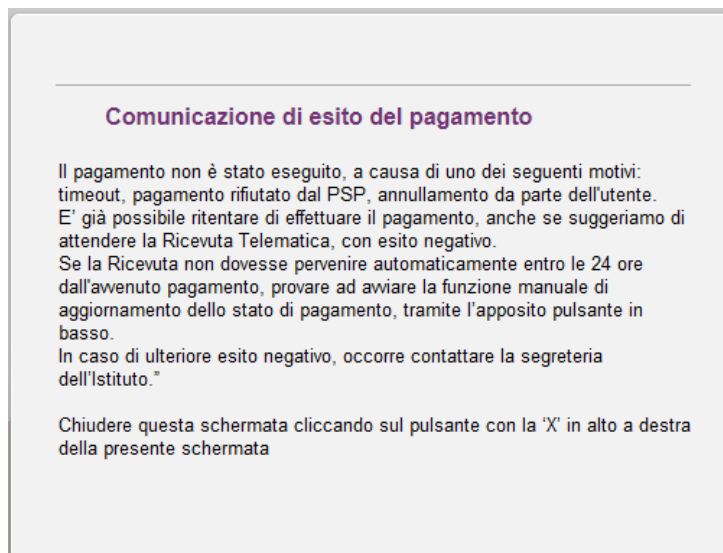 Comunicazione di esito del pagamento
Il pagamento non è stato eseguito, a causa di uno dei seguenti motivi:
timeout, pagamento rifiutato dal PSP, annullamento da parte dell'utente.
E' già possibile ritentare di effettuare il pagamento, anche se suggeriamo di
attendere la Ricevuta Telematica, con esito negativo.
Se la Ricevuta non dovesse pervenire automaticamente entro le 24 ore
dall'avvenuto pagamento, provare ad avviare la funzione manuale di
aggiornamento dello stato di pagamento, tramite l'apposito pulsante in
basso.
In caso di ulteriore esito negativo, occorre contattare la segreteria
dell'Istituto.”
Chiudere questa schermata cliccando sul pulsante con la ‘X’ in alto a destra
della presente schermata